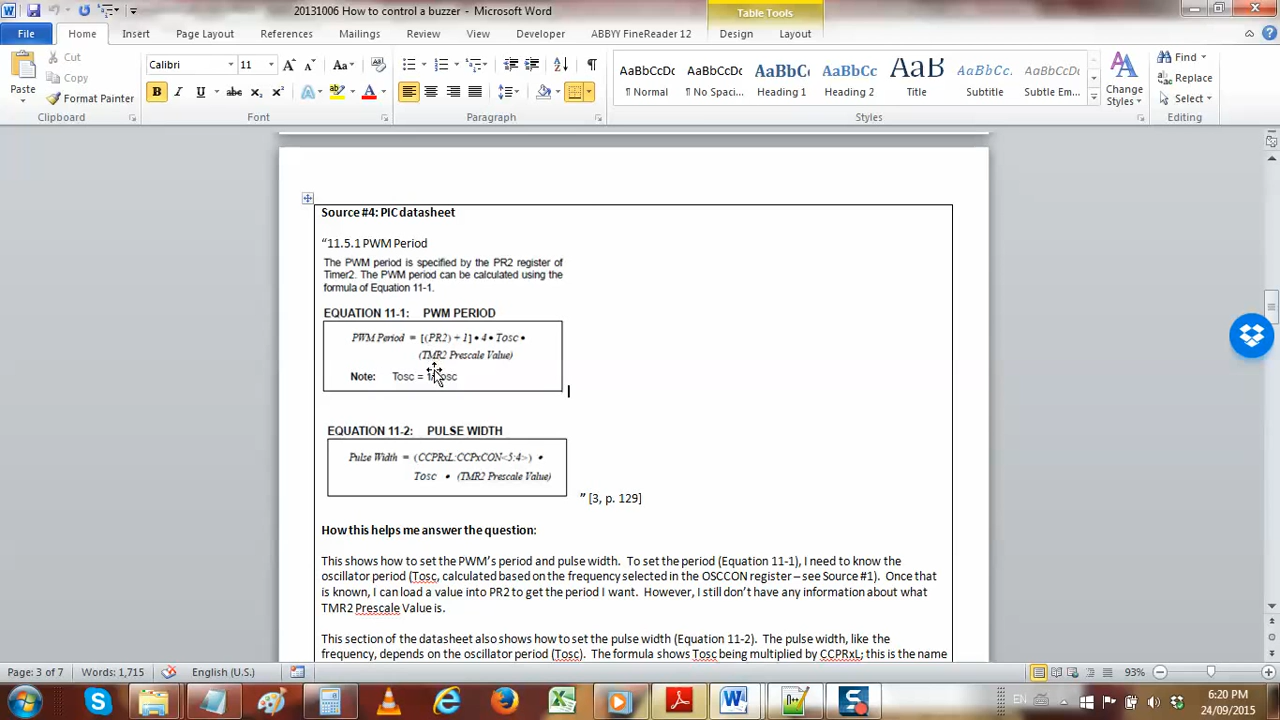 20131006 How to control a buzzer - Microsoft Word
Table Tools
File
Home
Insert
Page Layout
References
Mailings
Review
View
Developer
ABBYY FineReader 12
Design
Layout
Paste
Cut
Copy
Format Painter
Clipboard
Calibri
11
Font
Paragraph
AaBbCcDc
¶ Normal
AaBbCcDc
¶ No Spaci...
AaBbCc
Heading 1
AaBbCc
Heading 2
AaB
Title
AaBbCc.
Subtitle
AaBbCcDc
Subtle Em...
Change
Styles
Styles
Find
Replace
Select
Editing
Source #4: PIC datasheet
“11.5.1 PWM Period
The PWM period is specified by the PR2 register of
Timer2. The PWM period can be calculated using the
formula of Equation 11-1.
EQUATION 11-1: PWM PERIOD
PWM Period = [(PR2) + 1] • 4 • Tosc •
(TMR2 Prescale Value)
Note: Tosc =
EQUATION 11-2: PULSE WIDTH
Pulse Width = (CCPRxL:CCPxCON<5:4>) •
Tosc • (TMR2 Prescale Value)
” [3, p. 129]
How this helps me answer the question:
This shows how to set the PWM’s period and pulse width. To set the period (Equation 11-1), I need to know the
oscillator period (Tosc, calculated based on the frequency selected in the OSCCON register – see Source #1). Once that
is known, I can load a value into PR2 to get the period I want. However, I still don’t have any information about what
TMR2 Prescale Value is.
This section of the datasheet also shows how to set the pulse width (Equation 11-2). The pulse width, like the
frequency, depends on the oscillator period (Tosc). The formula shows Tosc being multiplied by CCPRxL; this is the name
Page: 3 of 7
Words: 1,715
English (U.S.)
93%
EN
6:20 PM
24/09/2015